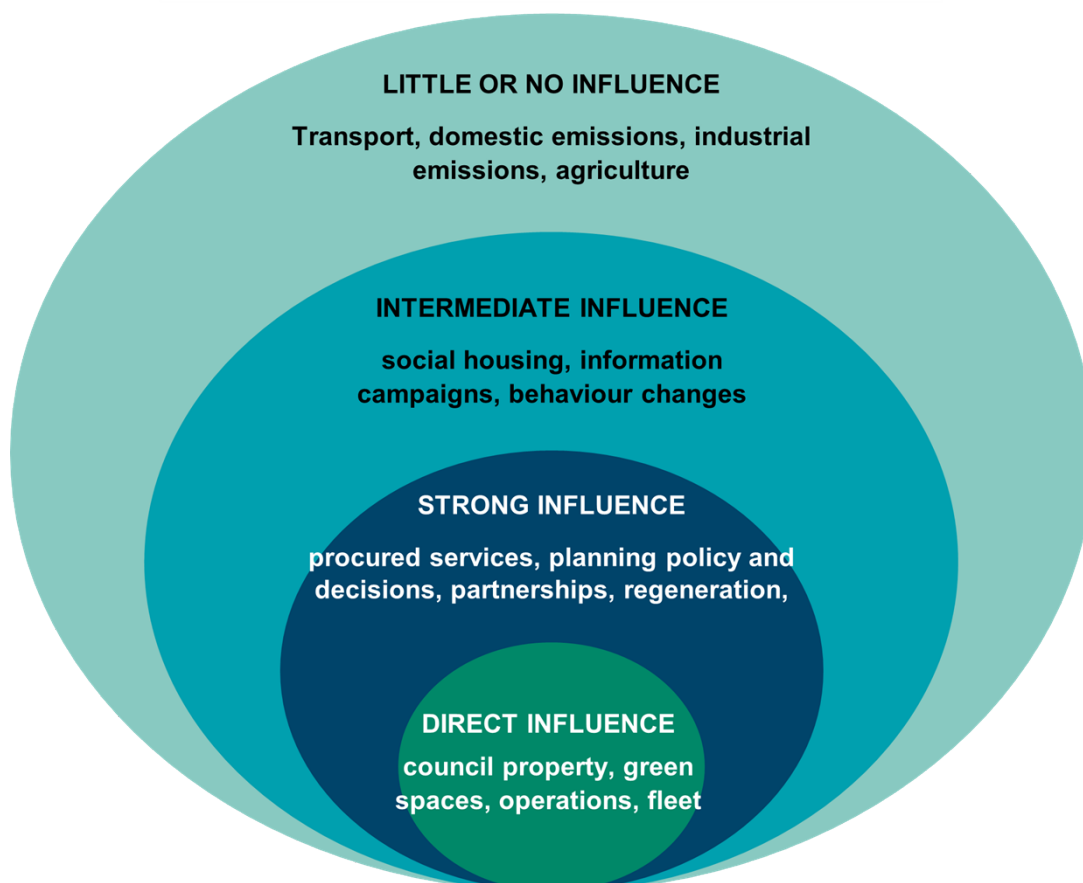 LITTLE OR NO INFLUENCE
Transport, domestic emissions, industrial
emissions, agriculture
INTERMEDIATE INFLUENCE
social housing, information
campaigns, behaviour changes
STRONG INFLUENCE
procured services, planning policy and
decisions, partnerships, regeneration,
DIRECT INFLUENCE
council property, green
spaces, operations, fleet